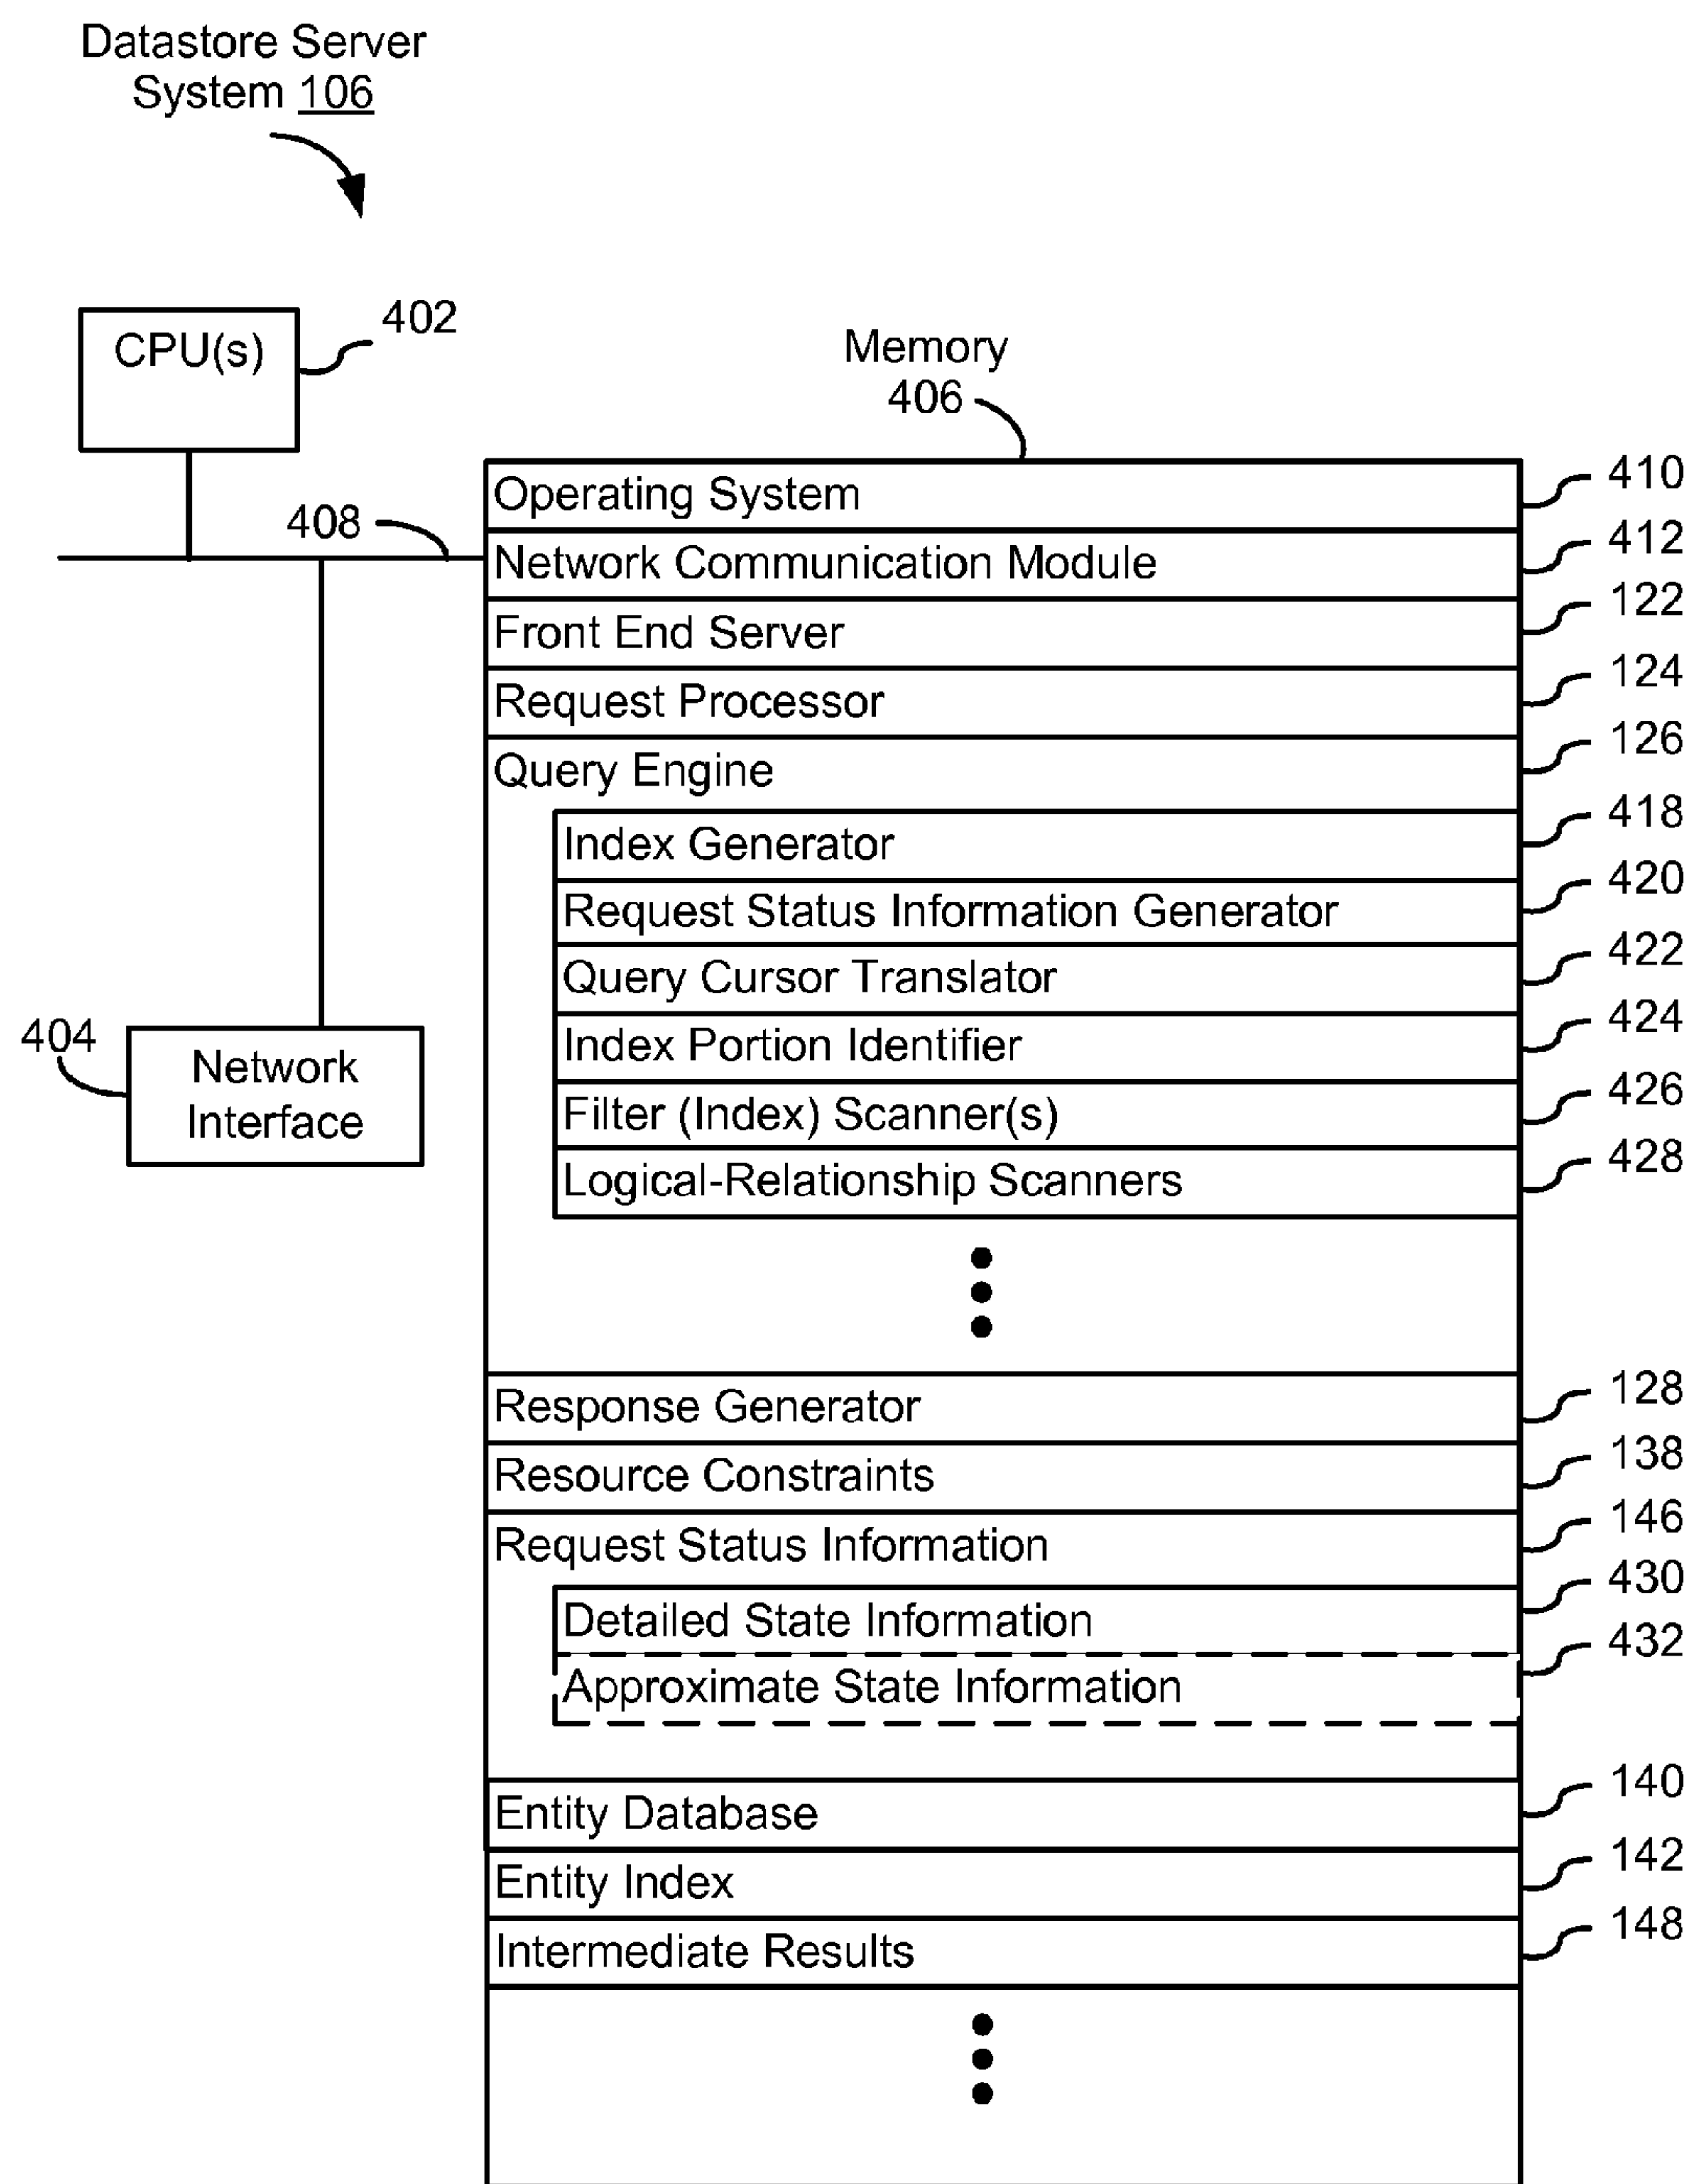 Datastore Server
System 106
CPU(s)
402
Memory
406
408
404
Network
Interface
Operating System 410
Network Communication Module 412
Front End Server 122
Request Processor 124
Query Engine 126
Index Generator 418
Request Status Information Generator 420
Query Cursor Translator 422
Index Portion Identifier 424
Filter (Index) Scanner(s) 426
Logical-Relationship Scanners 428
Response Generator 128
Resource Constraints 138
Request Status Information 146
Detailed State Information 430
Approximate State Information 432
Entity Database 140
Entity Index 142
Intermediate Results 148